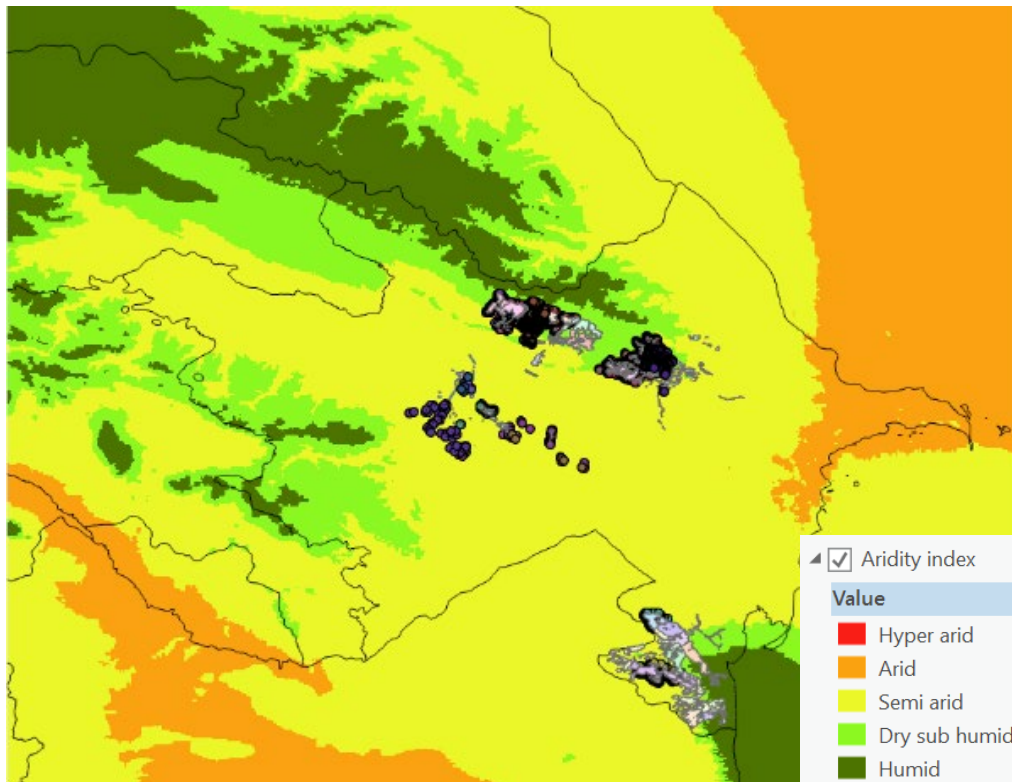 Aridity index
Value
Hyper arid
Arid
Semi arid
Dry sub humid
Humid